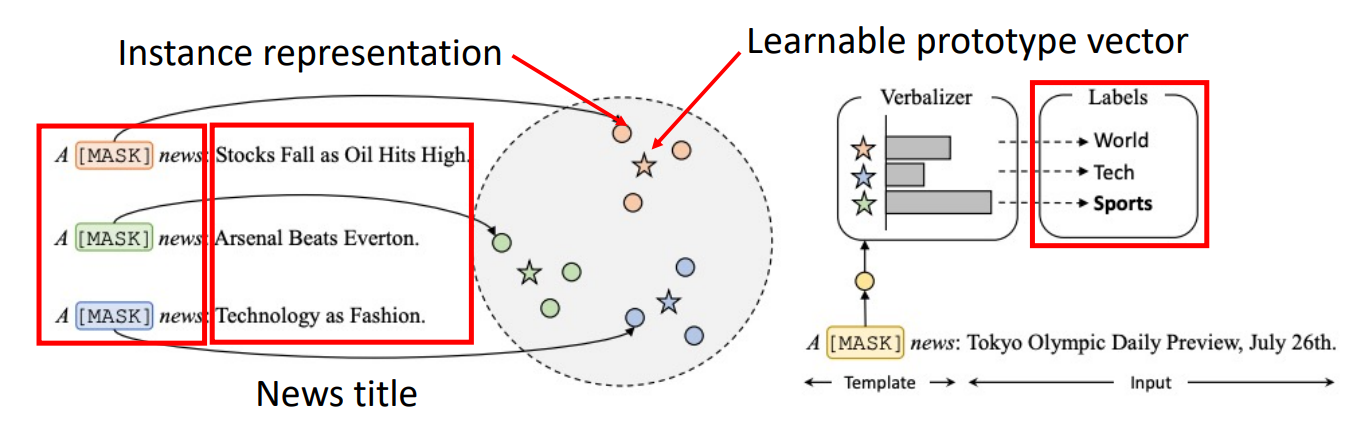 Instance representation
Learnable prototype vector
A [MASK] news: Stocks Fall as Oil Hits High.
A [MASK] news: Arsenal Beats Everton.
A [MASK] news: Technology as Fashion.
News title
Verbalizer
Labels
World
Tech
Sports
A [MASK] news: Tokyo Olympic Daily Preview, July 26th.
Template
Input